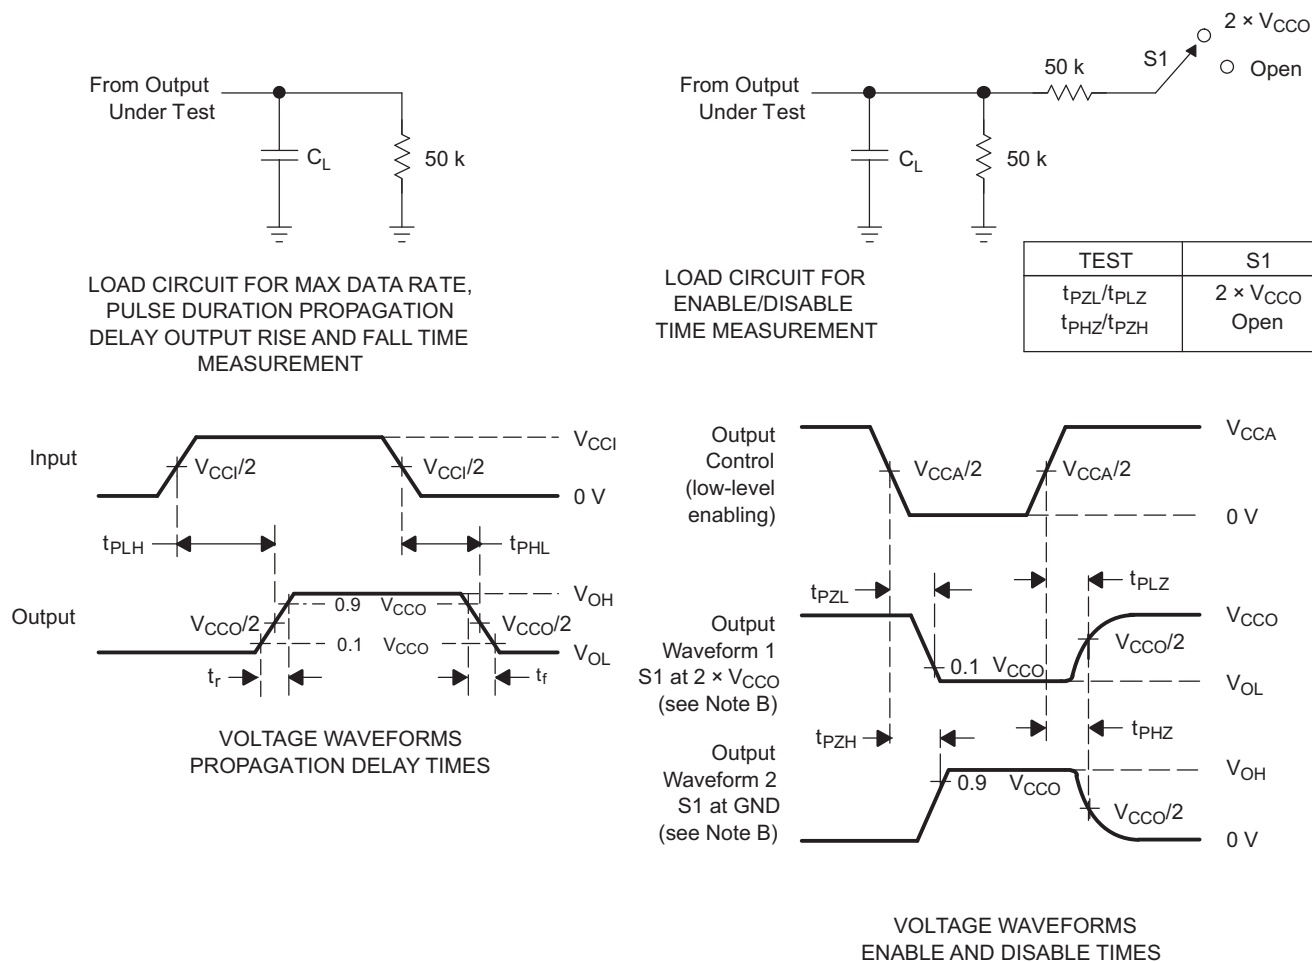 From Output
Under Test
C_L
50 k
LOAD CIRCUIT FOR MAX DATA RATE,
PULSE DURATION PROPAGATION
DELAY OUTPUT RISE AND FALL TIME
MEASUREMENT
From Output
Under Test
C_L
50 k
50 k
S1
2 × V_CCO
Open
LOAD CIRCUIT FOR
ENABLE/DISABLE
TIME MEASUREMENT
TEST S1
t_PZL/t_PLZ 2 × V_CCO
t_PHZ/t_PZH Open
Input
V_CCI/2
V_CCI/2
V_CCI
0 V
t_PLH
t_PHL
Output
V_CCO/2
0.9 V_CCO
0.1 V_CCO
V_CCO/2
V_OH
V_OL
t_r
t_f
VOLTAGE WAVEFORMS
PROPAGATION DELAY TIMES
Output
Control
(low-level
enabling)
V_CCA/2
V_CCA/2
V_CCA
0 V
t_PZL
t_PLZ
Output
Waveform 1
S1 at 2 × V_CCO
(see Note B)
0.1 V_CCO
V_CCO/2
V_CCO
V_OL
t_PZH
t_PHZ
Output
Waveform 2
S1 at GND
(see Note B)
0.9 V_CCO
V_CCO/2
V_OH
0 V
VOLTAGE WAVEFORMS
ENABLE AND DISABLE TIMES